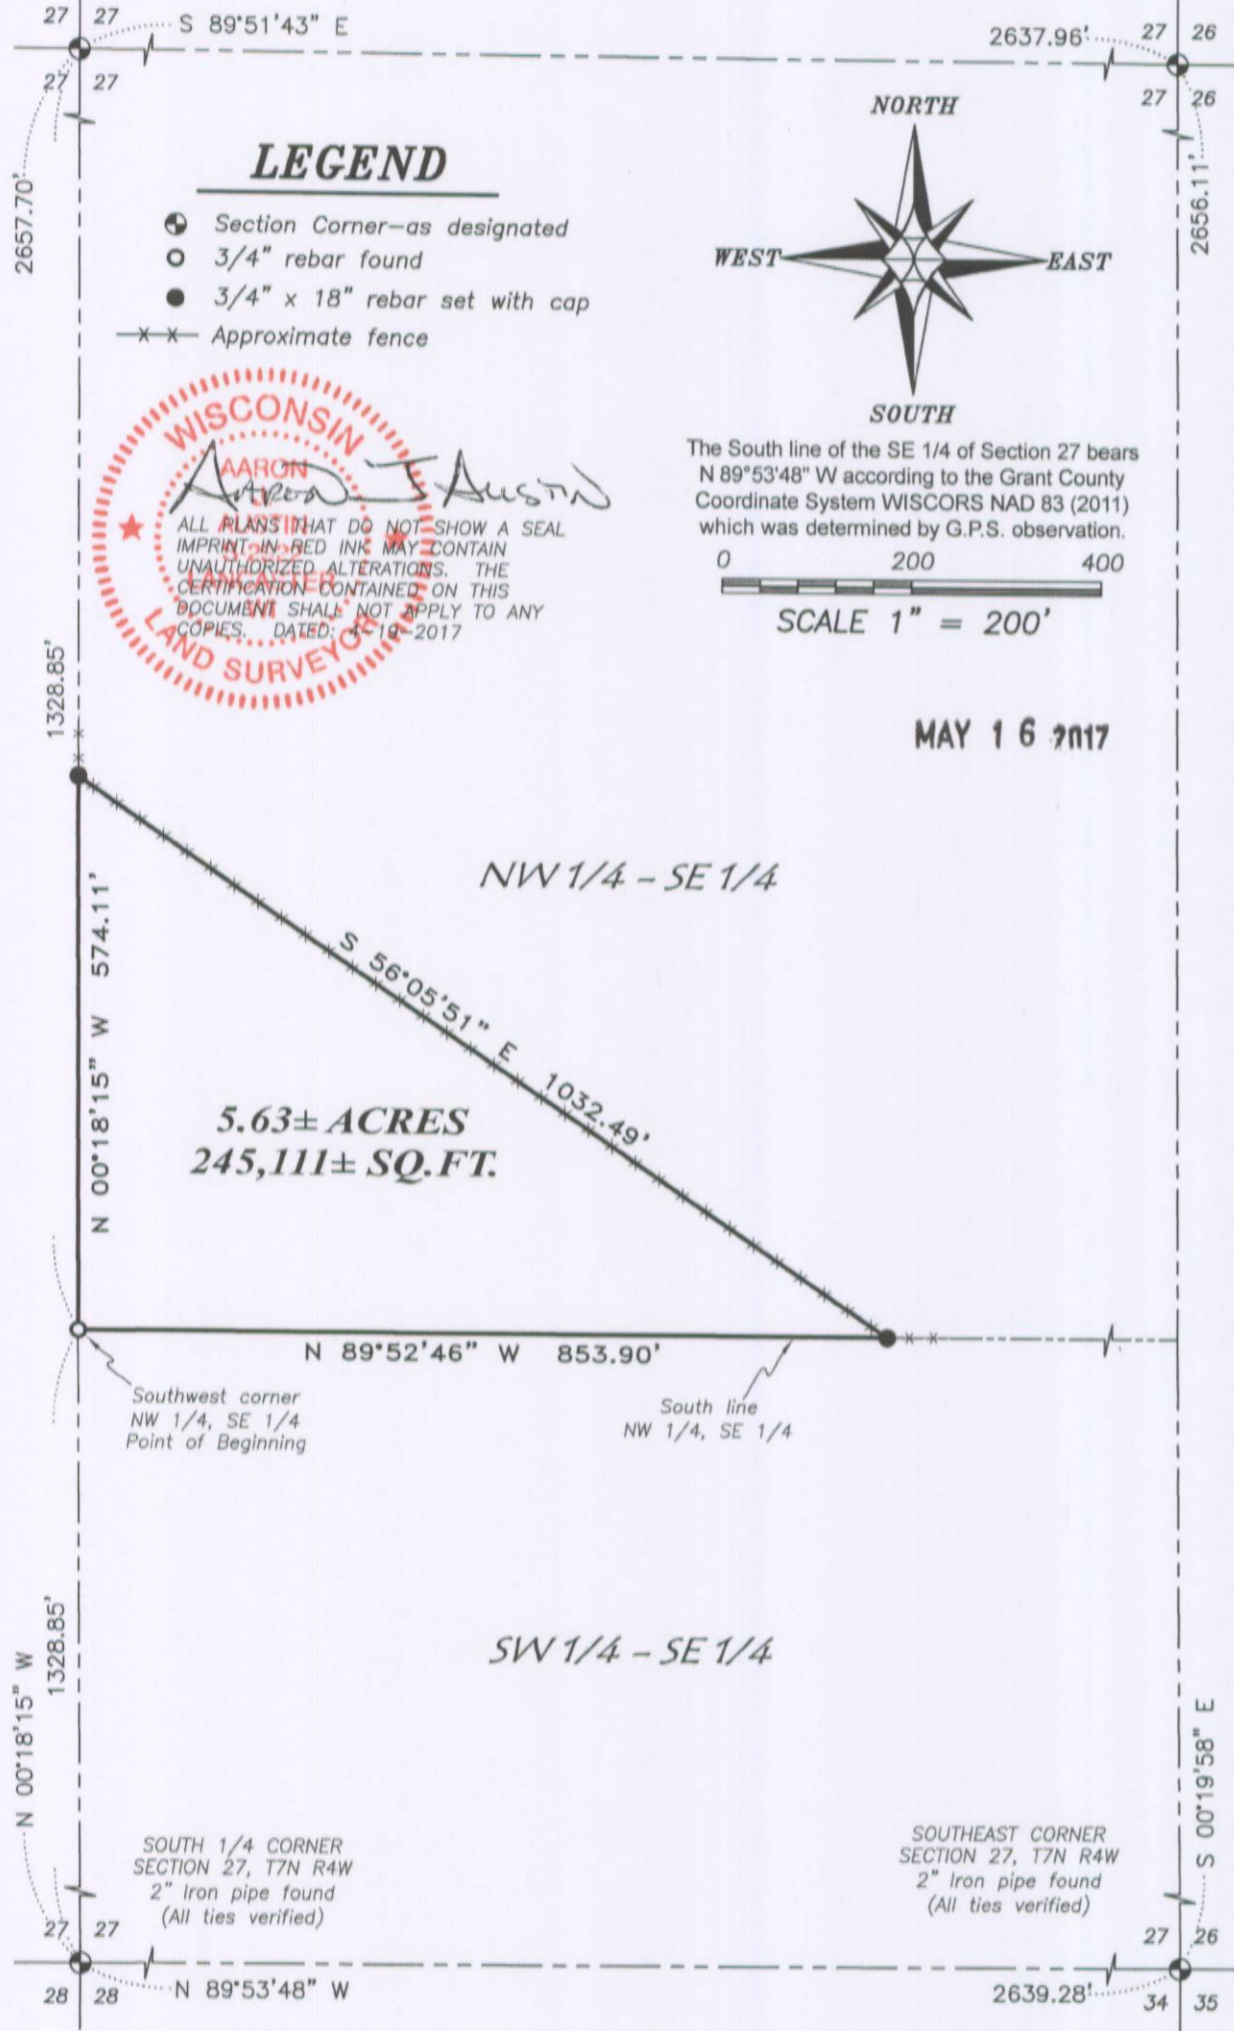 27 27
S 89°51'43" E
2637.96'
27 26
27 27
27 26
2657.70'
2656.11'
LEGEND
Section Corner-as designated
3/4" rebar found
3/4" x 18" rebar set with cap
Approximate fence
NORTH
WEST
EAST
SOUTH
The South line of the SE 1/4 of Section 27 bears
N 89°53'48" W according to the Grant County
Coordinate System WISCORS NAD 83 (2011)
which was determined by G.P.S. observation.
0 200 400
SCALE 1" = 200'
WISCONSIN
AARON
J
AUSTIN
LANCASTER
WI
LAND SURVEYOR
Aaron J Austin
ALL PLANS THAT DO NOT SHOW A SEAL
IMPRINT IN RED INK MAY CONTAIN
UNAUTHORIZED ALTERATIONS. THE
CERTIFICATION CONTAINED ON THIS
DOCUMENT SHALL NOT APPLY TO ANY
COPIES. DATED: 4-19-2017
1328.85'
MAY 16 2017
NW 1/4 - SE 1/4
N 00°18'15" W 574.11'
S 56°05'51" E 1032.49'
5.63± ACRES
245,111± SQ.FT.
N 89°52'46" W 853.90'
Southwest corner
NW 1/4, SE 1/4
Point of Beginning
South line
NW 1/4, SE 1/4
1328.85'
N 00°18'15" W
SW 1/4 - SE 1/4
S 00°19'58" E
SOUTH 1/4 CORNER
SECTION 27, T7N R4W
2" Iron pipe found
(All ties verified)
SOUTHEAST CORNER
SECTION 27, T7N R4W
2" Iron pipe found
(All ties verified)
27 27
27 26
28 28
N 89°53'48" W
2639.28'
34 35